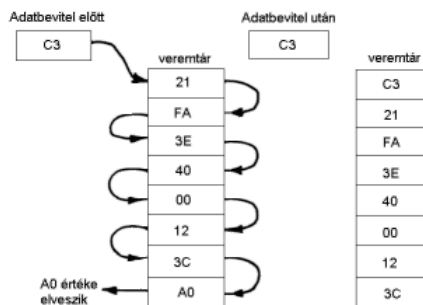 Adatbevitel előtt
C3
veremtár
21
FA
3E
40
00
12
3C
A0
A0 értéke
elveszik
Adatbevitel után
C3
veremtár
C3
21
FA
3E
40
00
12
3C